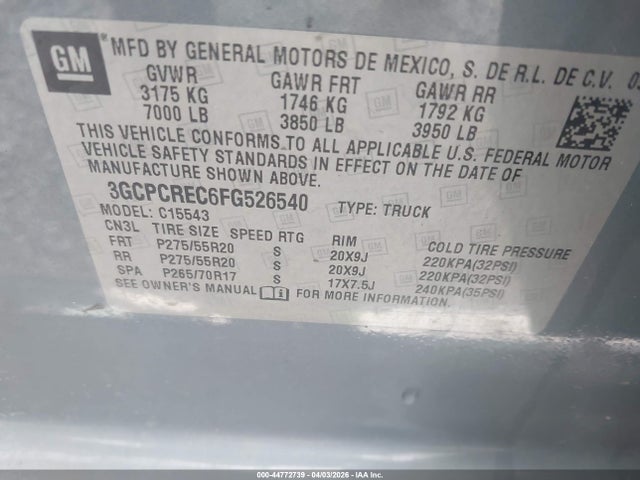 GM MFD BY GENERAL MOTORS DE MEXICO, S. DE R.L. DE C.V.
GVWR GAWR FRT GAWR RR
3175 KG 1746 KG 1792 KG
7000 LB 3850 LB 3950 LB
THIS VEHICLE CONFORMS TO ALL APPLICABLE U.S. FEDERAL MOTOR
VEHICLE SAFETY STANDARDS IN EFFECT ON THE DATE OF
MANUFACTURE SHOWN ABOVE.
3GCPCREC6FG526540 TYPE: TRUCK
MODEL: C15543
CN3L TIRE SIZE SPEED RTG RIM COLD TIRE PRESSURE
FRT P275/55R20 S 20X9J 220KPA(32PSI)
RR P275/55R20 S 20X9J 220KPA(32PSI)
SPA P265/70R17 S 17X7.5J 240KPA(35PSI)
SEE OWNER'S MANUAL FOR MORE INFORMATION.
000-44772739 - 04/03/2026 - IAA Inc.